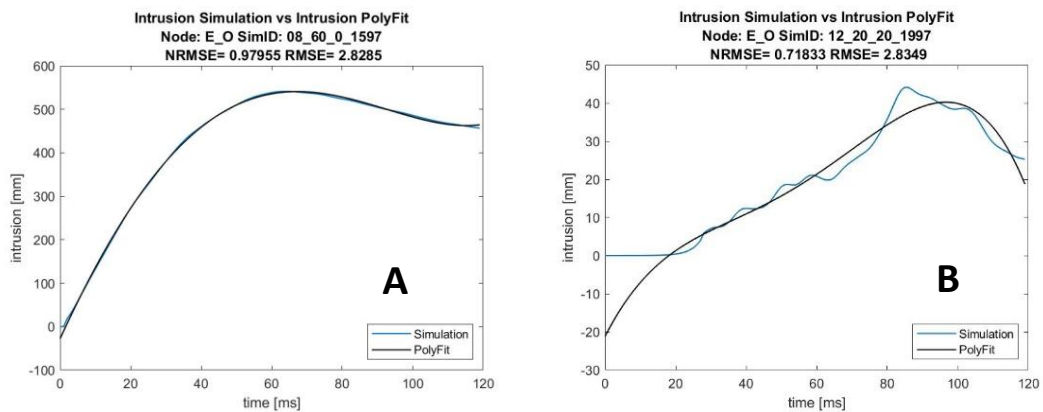 Intrusion Simulation vs Intrusion PolyFit
Node: E_O SimID: 08_60_0_1597
NRMSE= 0.97955 RMSE= 2.8285
600
500
400
300
200
100
0
-100
intrusion [mm]
A
Simulation
PolyFit
0 20 40 60 80 100 120
time [ms]
Intrusion Simulation vs Intrusion PolyFit
Node: E_O SimID: 12_20_20_1997
NRMSE= 0.71833 RMSE= 2.8349
50
40
30
20
10
0
-10
-20
-30
intrusion [mm]
B
Simulation
PolyFit
0 20 40 60 80 100 120
time [ms]